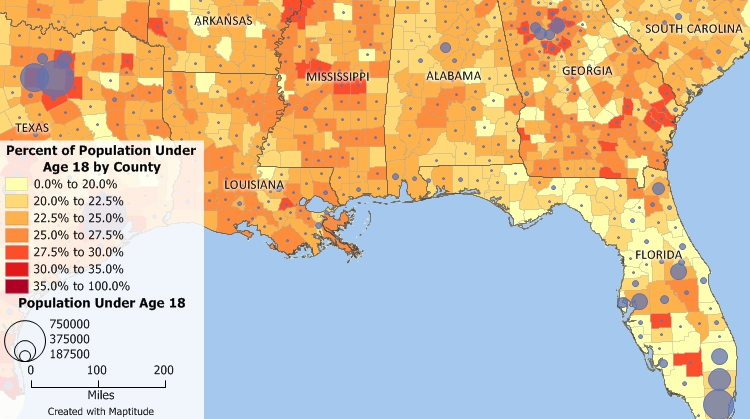 ARKANSAS
SOUTH CAROLINA
MISSISSIPPI
ALABAMA
GEORGIA
TEXAS
LOUISIANA
FLORIDA
Percent of Population Under
Age 18 by County
0.0% to 20.0%
20.0% to 22.5%
22.5% to 25.0%
25.0% to 27.5%
27.5% to 30.0%
30.0% to 35.0%
35.0% to 100.0%
Population Under Age 18
750000
375000
187500
0 100 200
Miles
Created with Maptitude